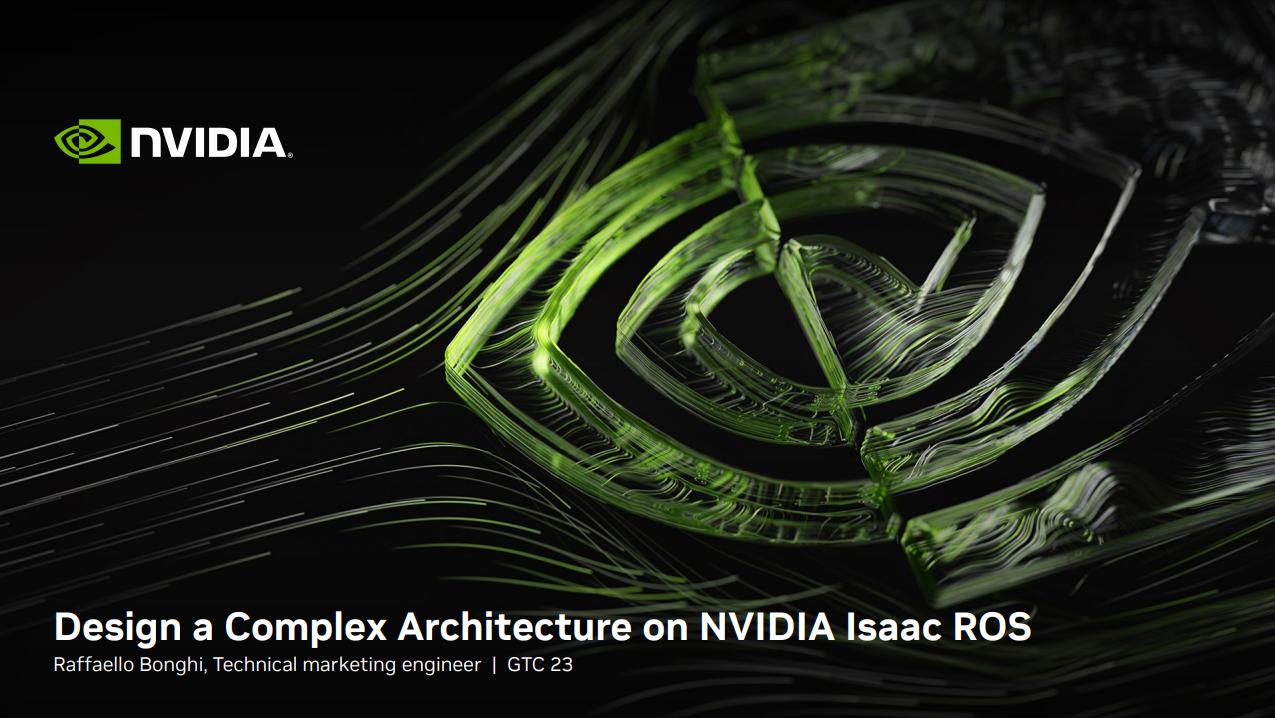 NVIDIA®
Design a Complex Architecture on NVIDIA Isaac ROS
Raffaello Bonghi, Technical marketing engineer | GTC 23